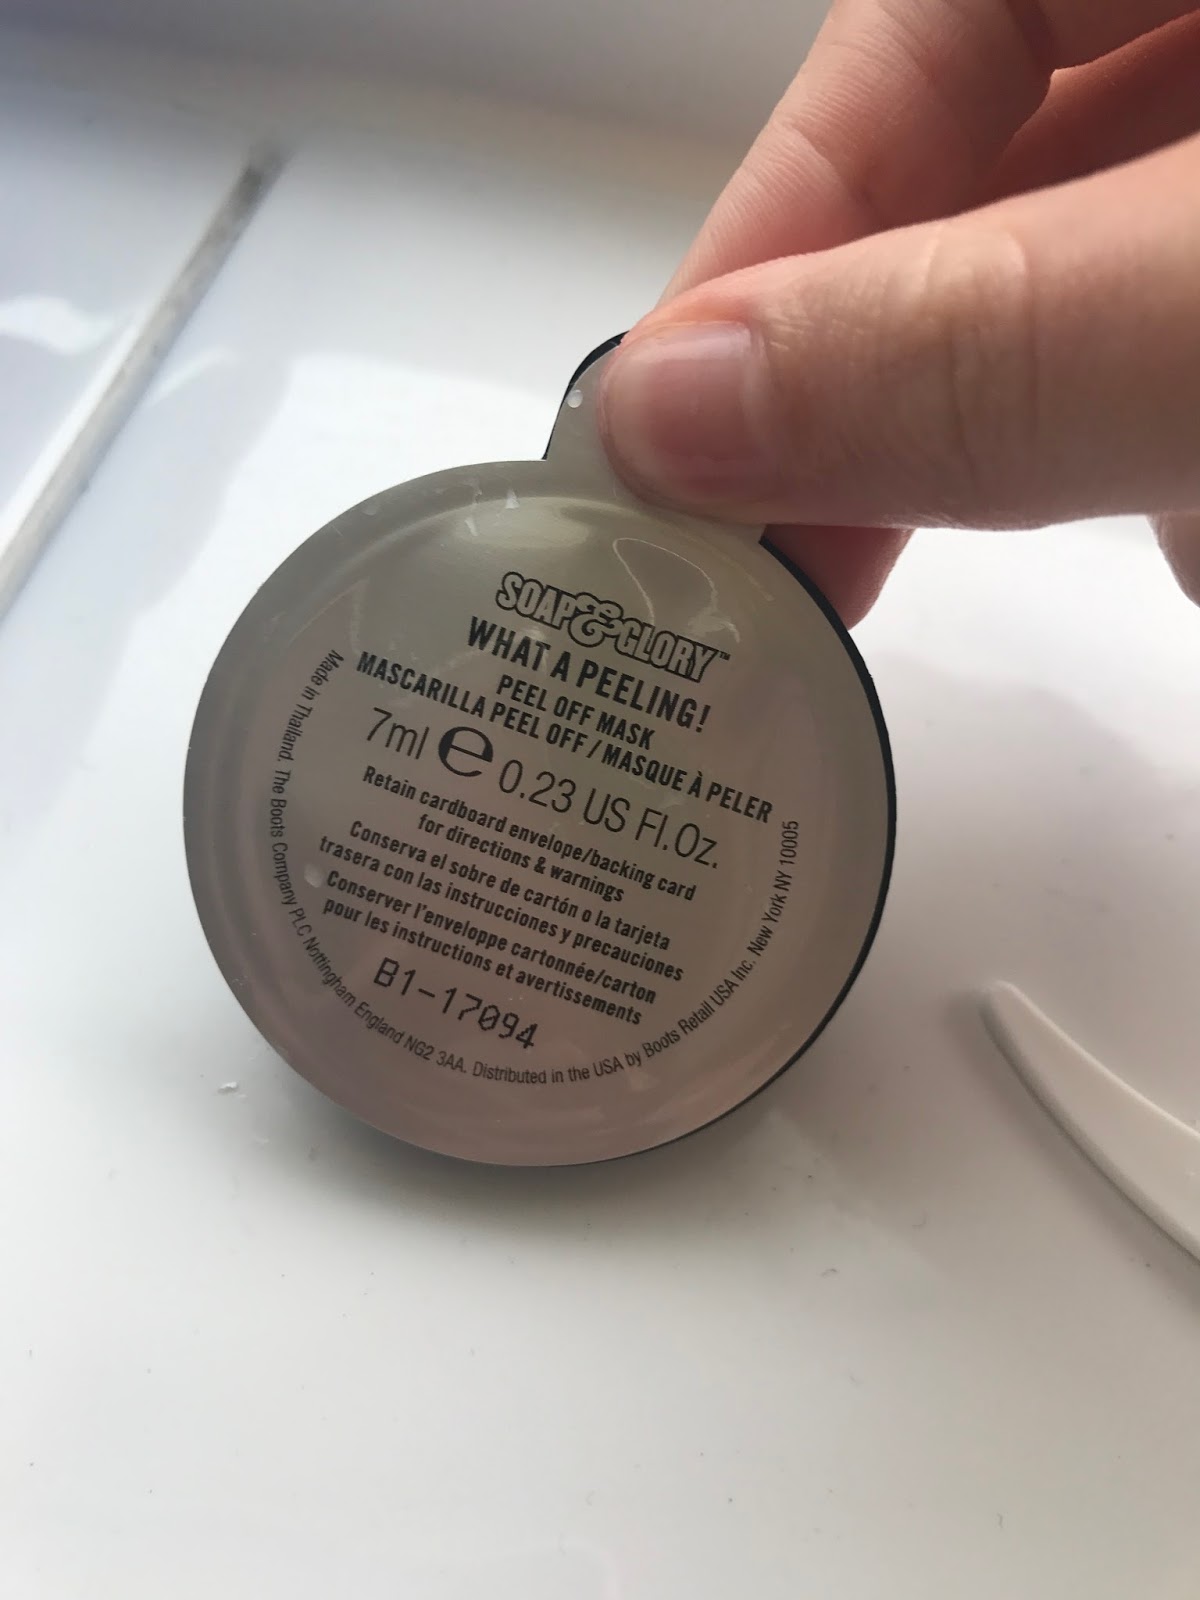 SOAP & GLORY™
WHAT A PEELING!
PEEL OFF MASK
MASCARILLA PEEL OFF / MASQUE À PELER
7ml e 0.23 US Fl.Oz.
Retain cardboard envelope/backing card
for directions & warnings
Conserva el sobre de cartón o la tarjeta
trasera con las instrucciones y precauciones
Conserver l'enveloppe cartonnée/carton
pour les instructions et avertissements
B1-17094
Made in Thailand. The Boots Company PLC Nottingham England NG2 3AA. Distributed in the USA by Boots Retail USA Inc. New York NY 10005